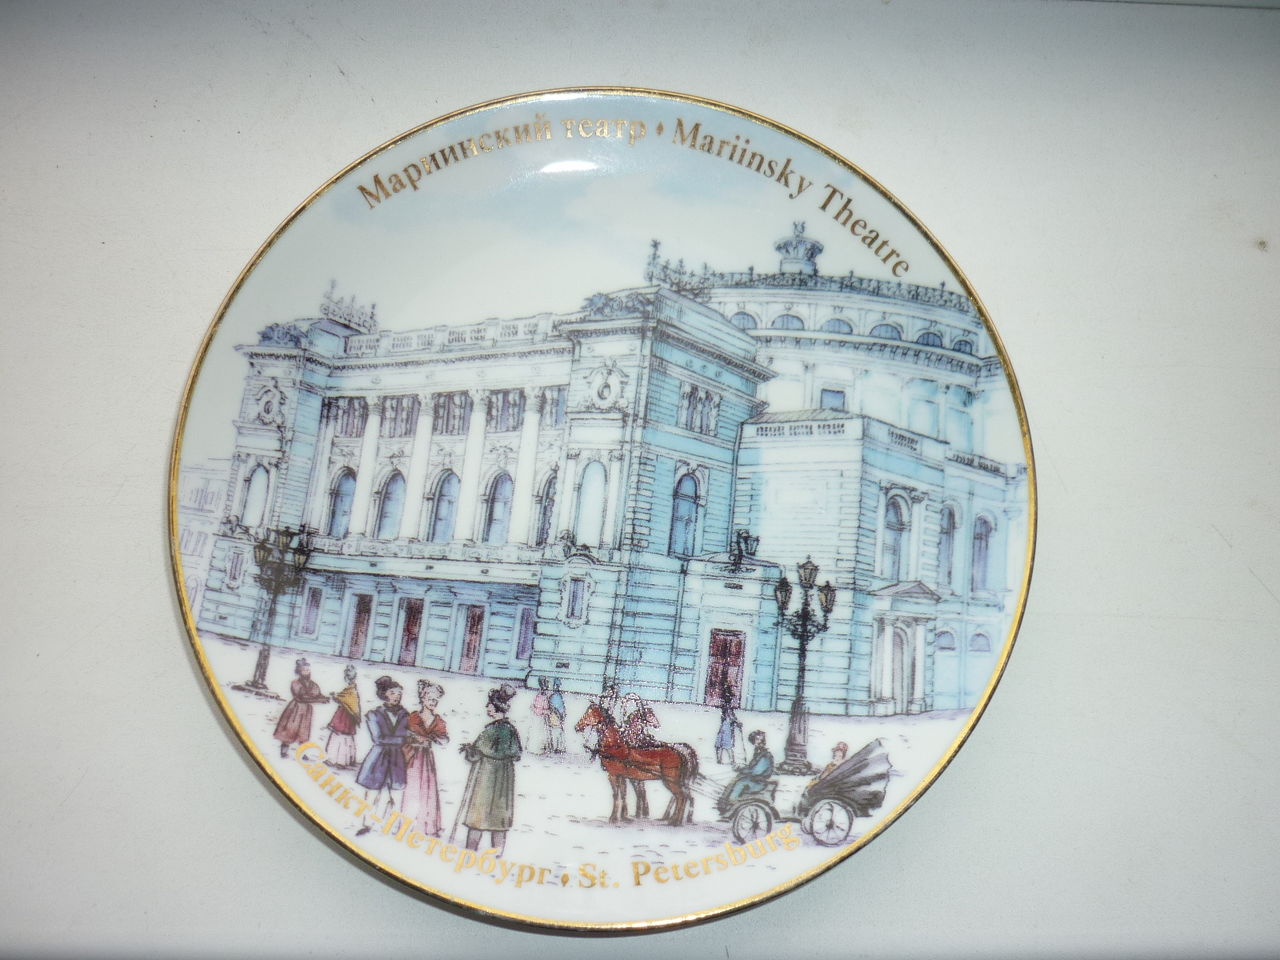 Мариинский театр ♦ Mariinsky Theatre
Санкт-Петербург ♦ St. Petersburg